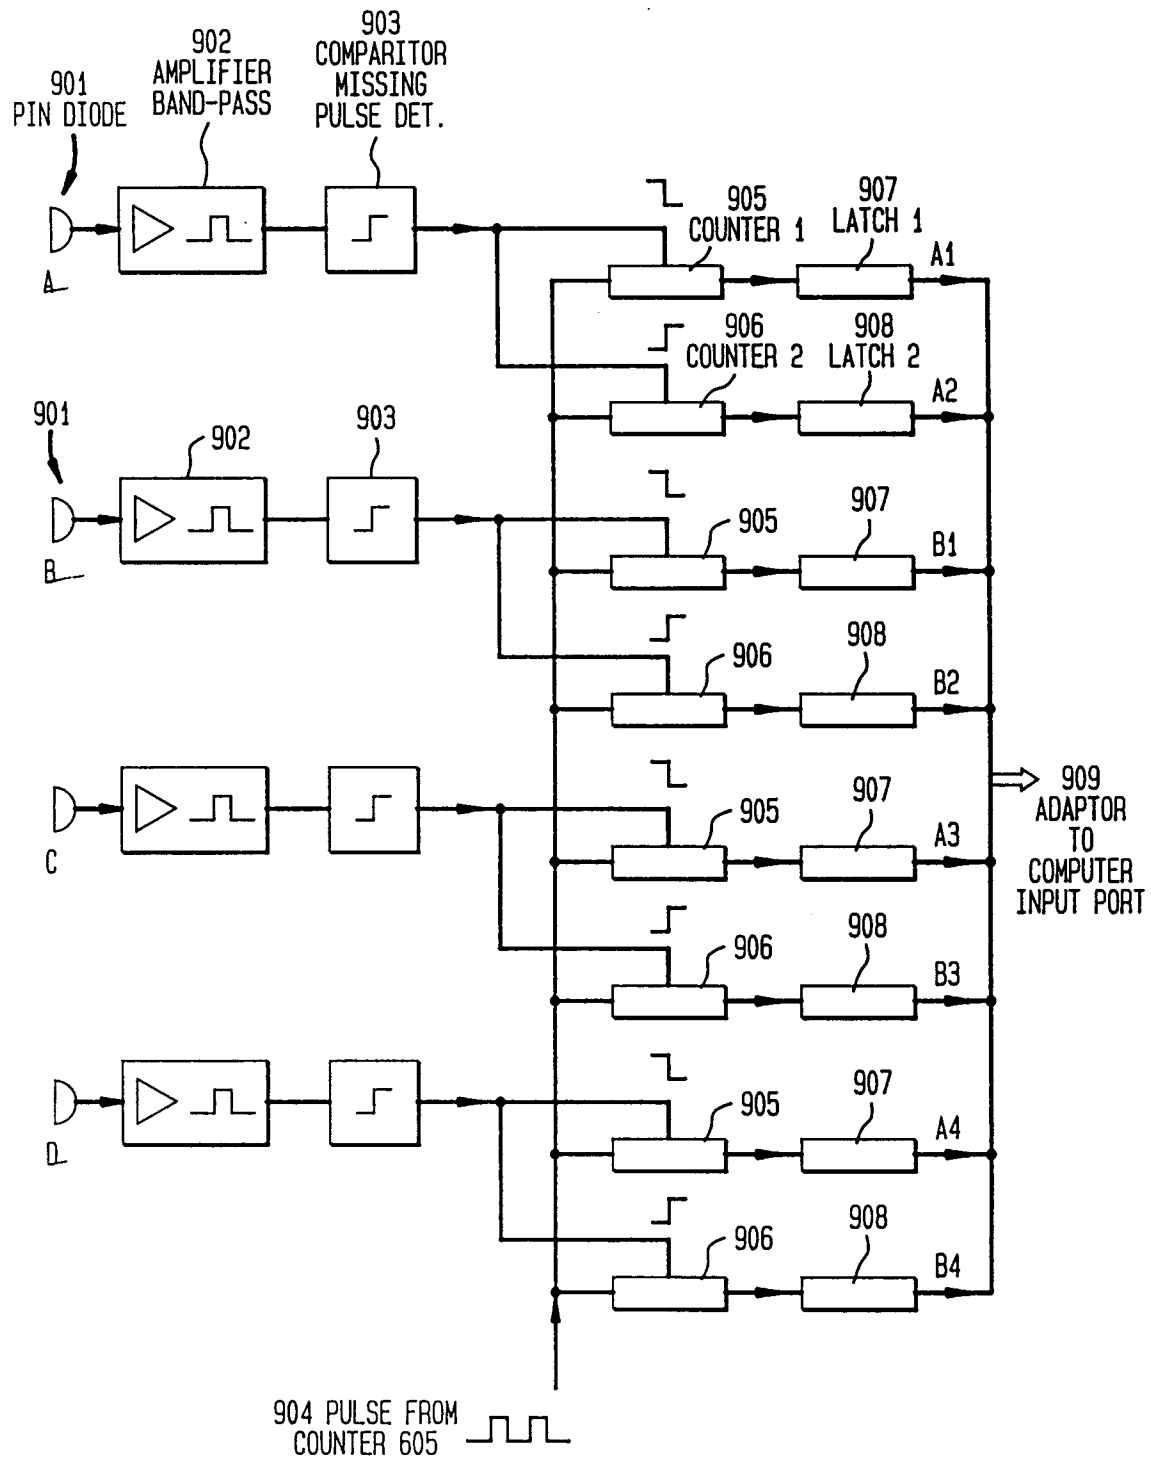 901
PIN DIODE
902
AMPLIFIER
BAND-PASS
903
COMPARITOR
MISSING
PULSE DET.
A
905
COUNTER 1
907
LATCH 1
A1
906
COUNTER 2
908
LATCH 2
A2
901
902
903
B
905
907
B1
906
908
B2
C
905
907
A3
906
908
B3
909
ADAPTOR
TO
COMPUTER
INPUT PORT
D
905
907
A4
906
908
B4
904 PULSE FROM
COUNTER 605